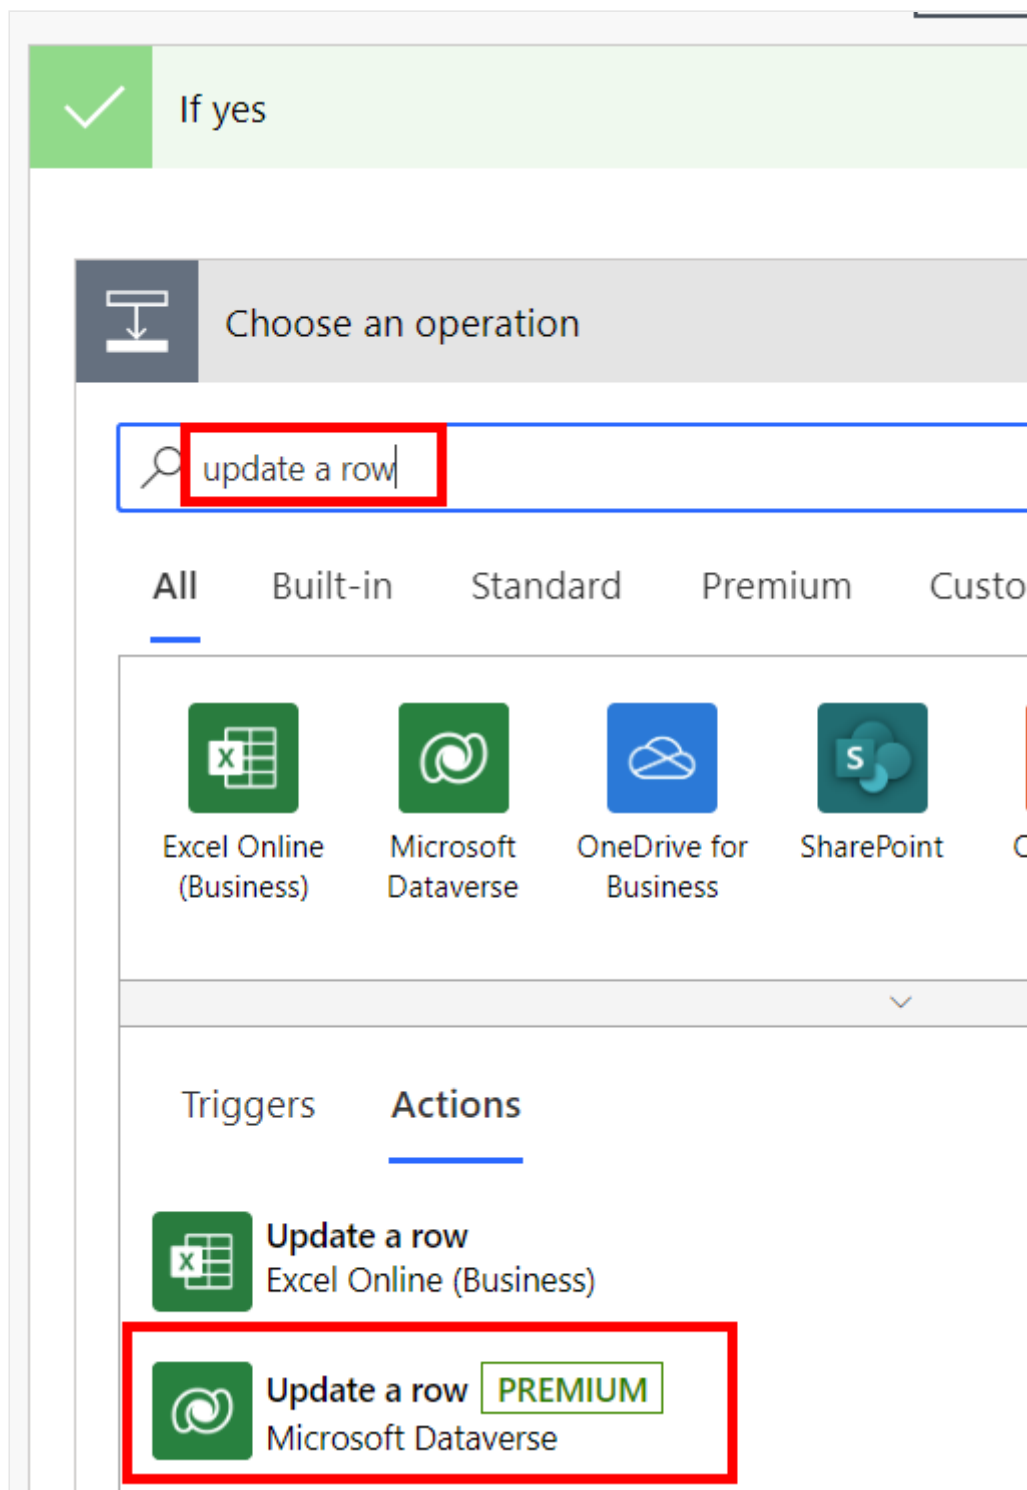 If yes
Choose an operation
update a row
All Built-in Standard Premium Custo
Excel Online
(Business)
Microsoft
Dataverse
OneDrive for
Business
SharePoint
Triggers Actions
Update a row
Excel Online (Business)
Update a row PREMIUM
Microsoft Dataverse